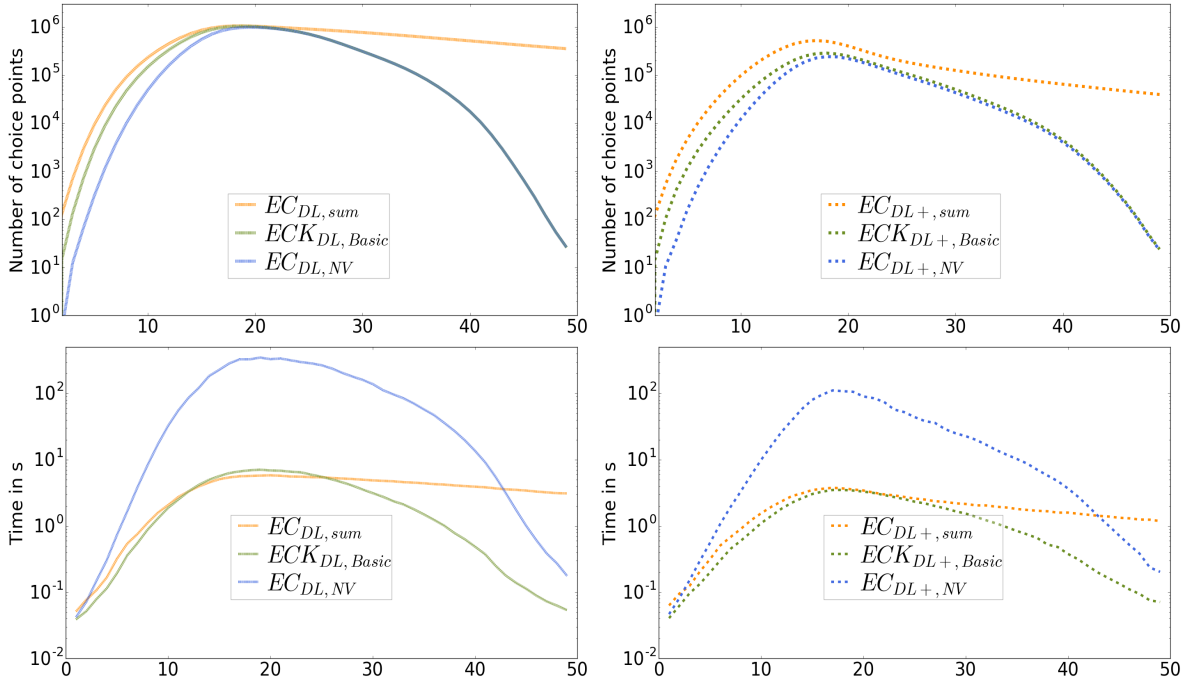 Number of choice points
10^6
10^5
10^4
10^3
10^2
10^1
10^0
10 20 30 40 50
EC_{DL,sum}
ECK_{DL,Basic}
EC_{DL,NV}
Number of choice points
10^6
10^5
10^4
10^3
10^2
10^1
10^0
10 20 30 40 50
EC_{DL+,sum}
ECK_{DL+,Basic}
EC_{DL+,NV}
Time in s
10^2
10^1
10^0
10^{-1}
10^{-2}
0 10 20 30 40 50
EC_{DL,sum}
ECK_{DL,Basic}
EC_{DL,NV}
Time in s
10^2
10^1
10^0
10^{-1}
10^{-2}
0 10 20 30 40 50
EC_{DL+,sum}
ECK_{DL+,Basic}
EC_{DL+,NV}